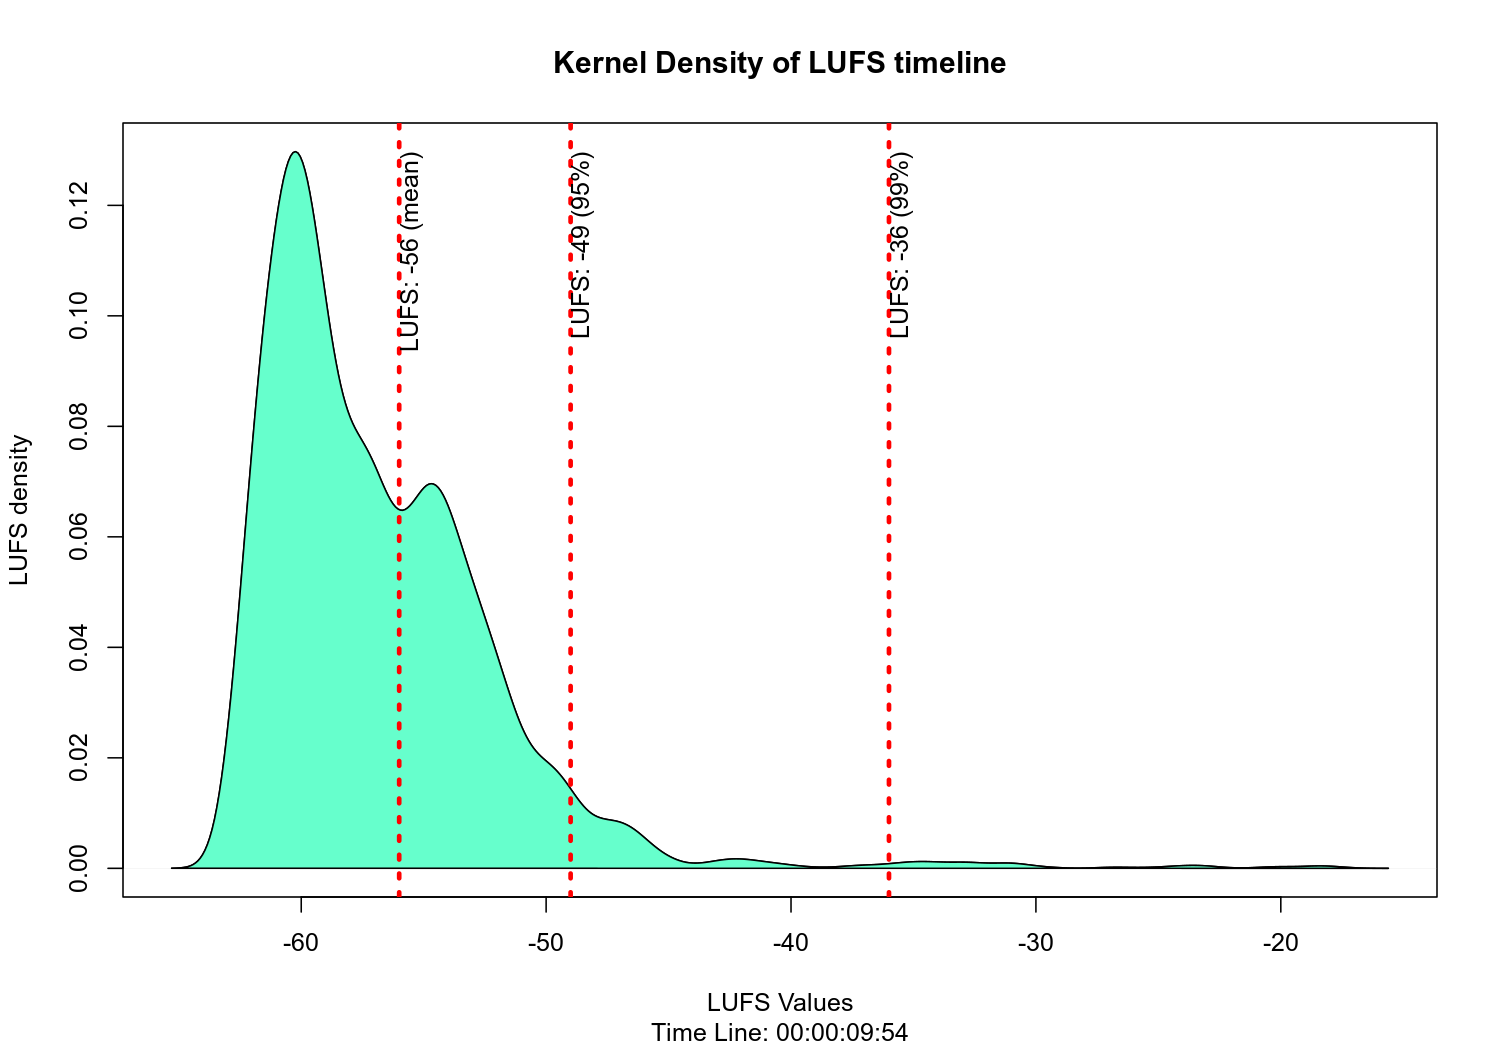 Kernel Density of LUFS timeline
LUFS density
0.12
0.10
0.08
0.06
0.04
0.02
0.00
LUFS: -56 (mean)
LUFS: -49 (95%)
LUFS: -36 (99%)
-60
-50
-40
-30
-20
LUFS Values
Time Line: 00:00:09:54